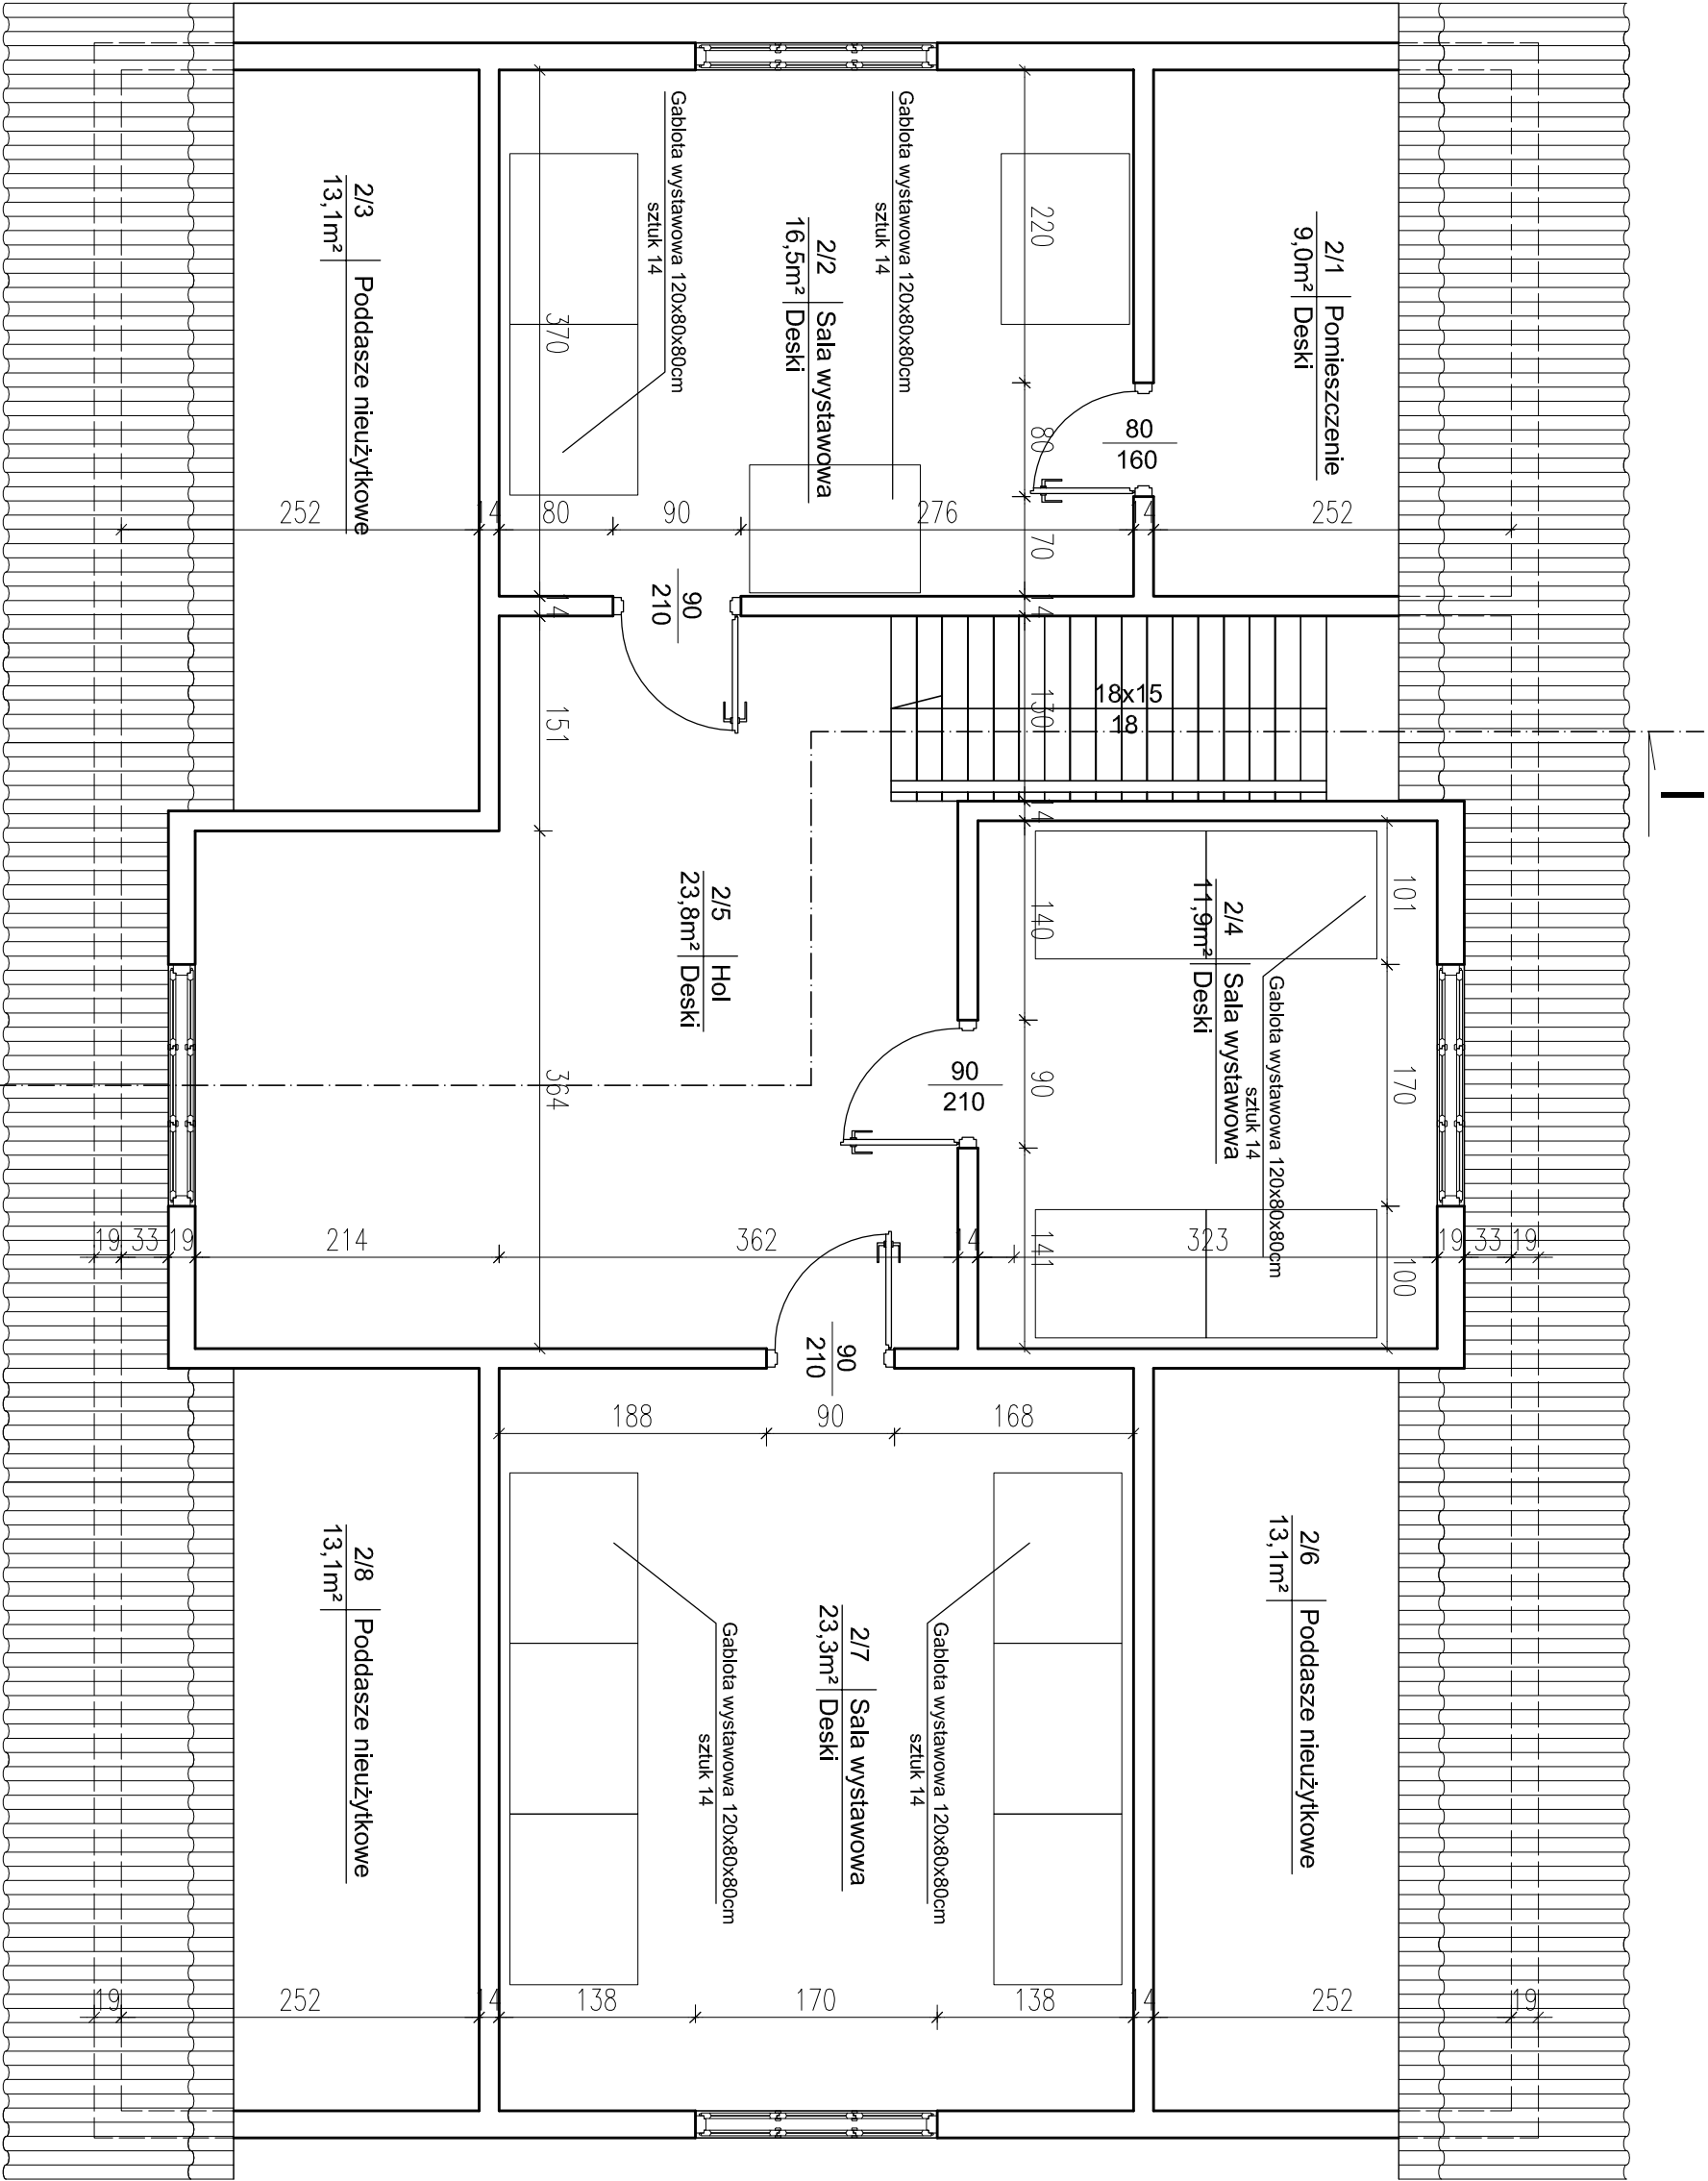 2/1 Pomieszczenie
9,0m² Deski
80
160
252
14
276
90
80
14
252
220
80
70
14
130
14
140
90
141
Gablota wystawowa 120x80x80cm
sztuk 14
2/2 Sala wystawowa
16,5m² Deski
Gablota wystawowa 120x80x80cm
sztuk 14
370
14
151
364
2/3 Poddasze nieużytkowe
13,1m²
90
210
18x15
18
I
2/4 Sala wystawowa
11,9m² Deski
Gablota wystawowa 120x80x80cm
sztuk 14
101
170
100
2/5 Hol
23,8m² Deski
90
210
19
33
19
214
362
14
323
19
33
19
90
210
188
90
168
2/6 Poddasze nieużytkowe
13,1m²
Gablota wystawowa 120x80x80cm
sztuk 14
2/7 Sala wystawowa
23,3m² Deski
Gablota wystawowa 120x80x80cm
sztuk 14
2/8 Poddasze nieużytkowe
13,1m²
19
252
14
138
170
138
14
252
19